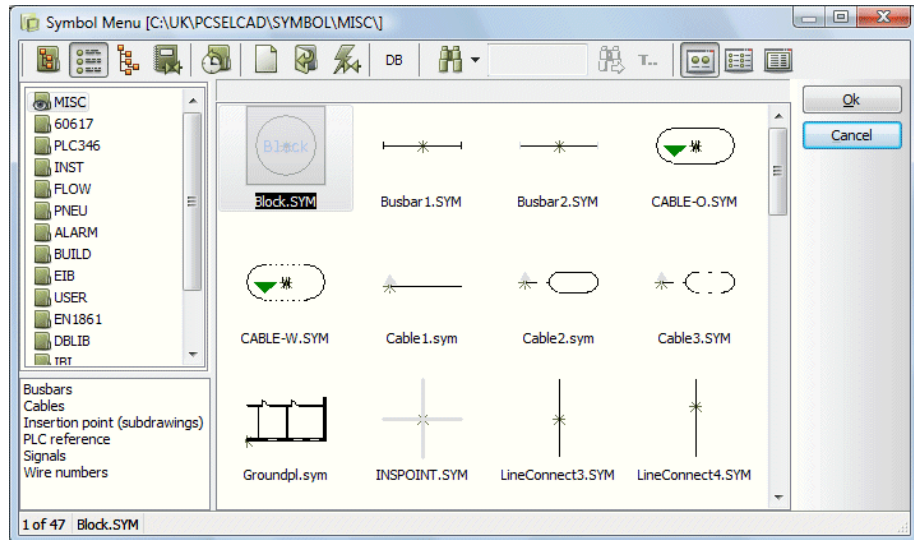 Symbol Menu [C:\UK\PCSELCAD\SYMBOL\MISC\]
DB
T..
MISC
60617
PLC346
INST
FLOW
PNEU
ALARM
BUILD
EIB
USER
EN1861
DBLIB
IBI
Busbars
Cables
Insertion point (subdrawings)
PLC reference
Signals
Wire numbers
Block
Block.SYM
Busbar1.SYM
Busbar2.SYM
CABLE-O.SYM
CABLE-W.SYM
Cable1.sym
Cable2.sym
Cable3.SYM
Groundpl.sym
INSPOINT.SYM
LineConnect3.SYM
LineConnect4.SYM
Ok
Cancel
1 of 47 Block.SYM